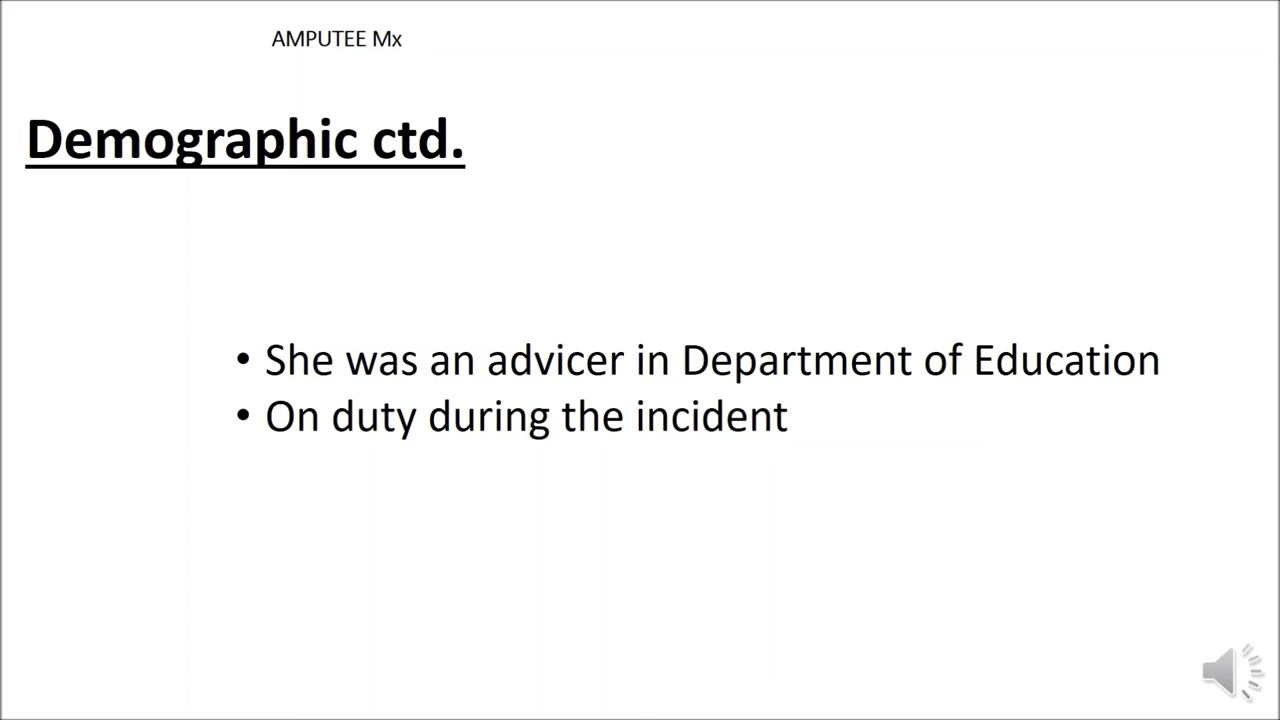 AMPUTEE Mx
Demographic ctd.
• She was an advicer in Department of Education
• On duty during the incident